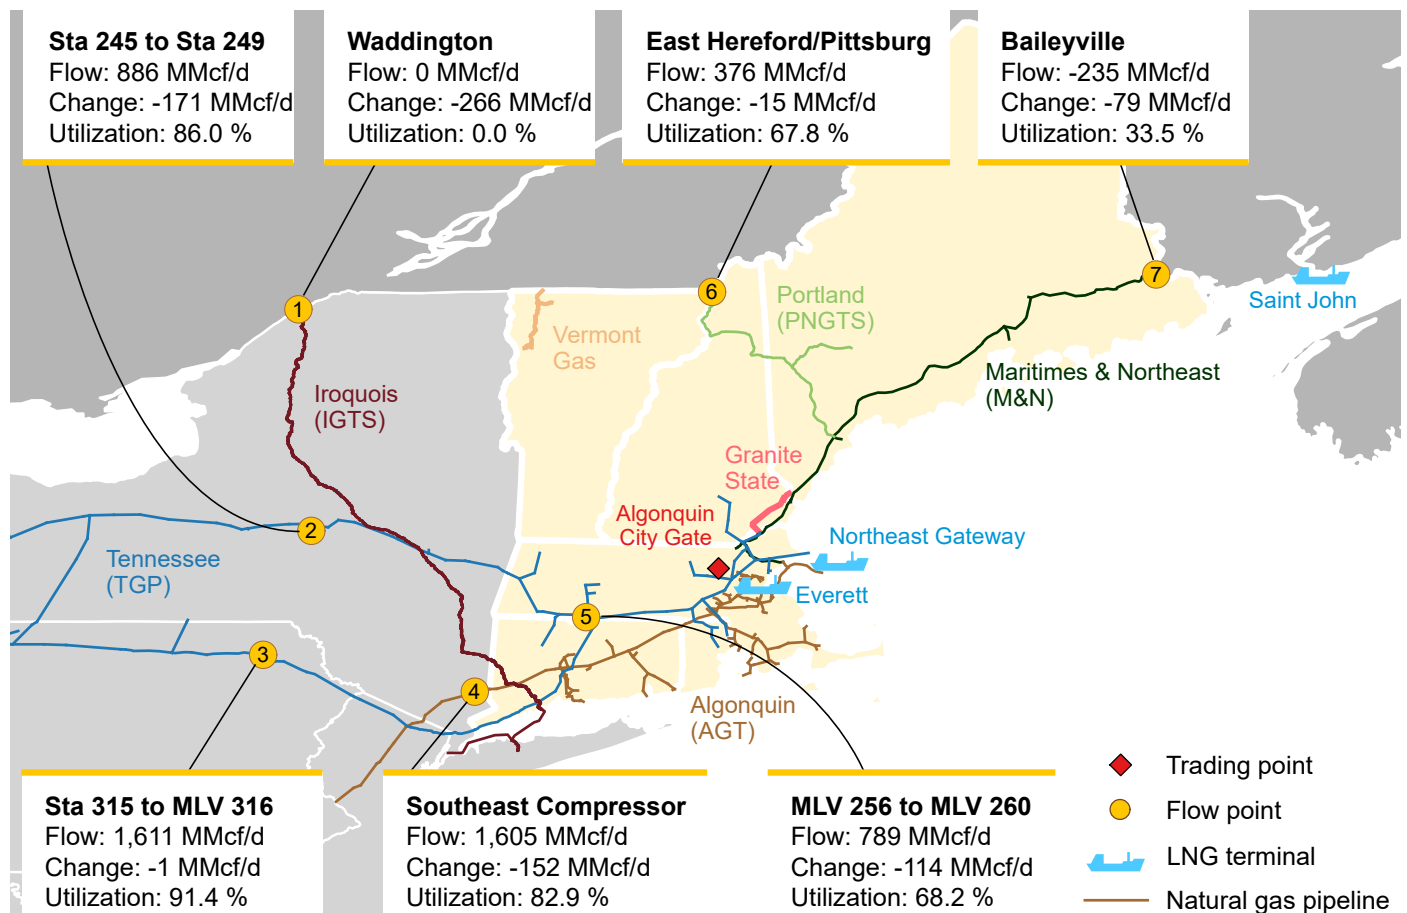 Sta 245 to Sta 249
Flow: 886 MMcf/d
Change: -171 MMcf/d
Utilization: 86.0 %
Waddington
Flow: 0 MMcf/d
Change: -266 MMcf/d
Utilization: 0.0 %
East Hereford/Pittsburg
Flow: 376 MMcf/d
Change: -15 MMcf/d
Utilization: 67.8 %
Baileyville
Flow: -235 MMcf/d
Change: -79 MMcf/d
Utilization: 33.5 %
1
6
7
Saint John
Portland
(PNGTS)
Vermont
Gas
Iroquois
(IGTS)
Maritimes & Northeast
(M&N)
Granite
State
Algonquin
City Gate
2
Northeast Gateway
Tennessee
(TGP)
Everett
5
3
4
Algonquin
(AGT)
Sta 315 to MLV 316
Flow: 1,611 MMcf/d
Change: -1 MMcf/d
Utilization: 91.4 %
Southeast Compressor
Flow: 1,605 MMcf/d
Change: -152 MMcf/d
Utilization: 82.9 %
MLV 256 to MLV 260
Flow: 789 MMcf/d
Change: -114 MMcf/d
Utilization: 68.2 %
Trading point
Flow point
LNG terminal
Natural gas pipeline